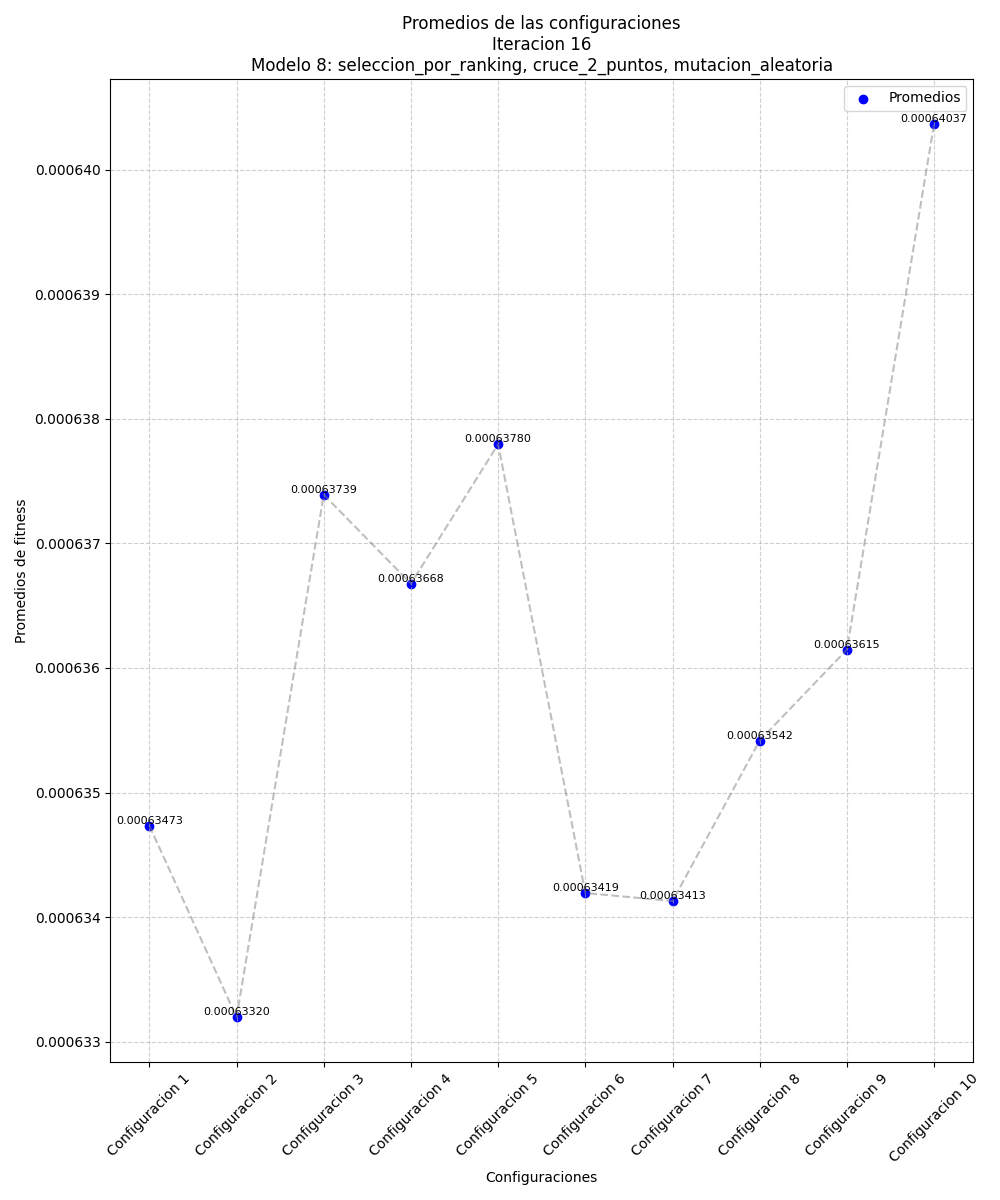 Promedios de las configuraciones
Iteracion 16
Modelo 8: seleccion_por_ranking, cruce_2_puntos, mutacion_aleatoria
Promedios
0.00064037
0.000640
0.000639
0.000638
0.00063780
0.00063739
0.000637
0.00063668
0.00063615
0.000636
0.00063542
0.000635
0.00063473
0.00063419
0.00063413
0.000634
0.00063320
0.000633
Promedios de fitness
Configuracion 1
Configuracion 2
Configuracion 3
Configuracion 4
Configuracion 5
Configuracion 6
Configuracion 7
Configuracion 8
Configuracion 9
Configuracion 10
Configuraciones